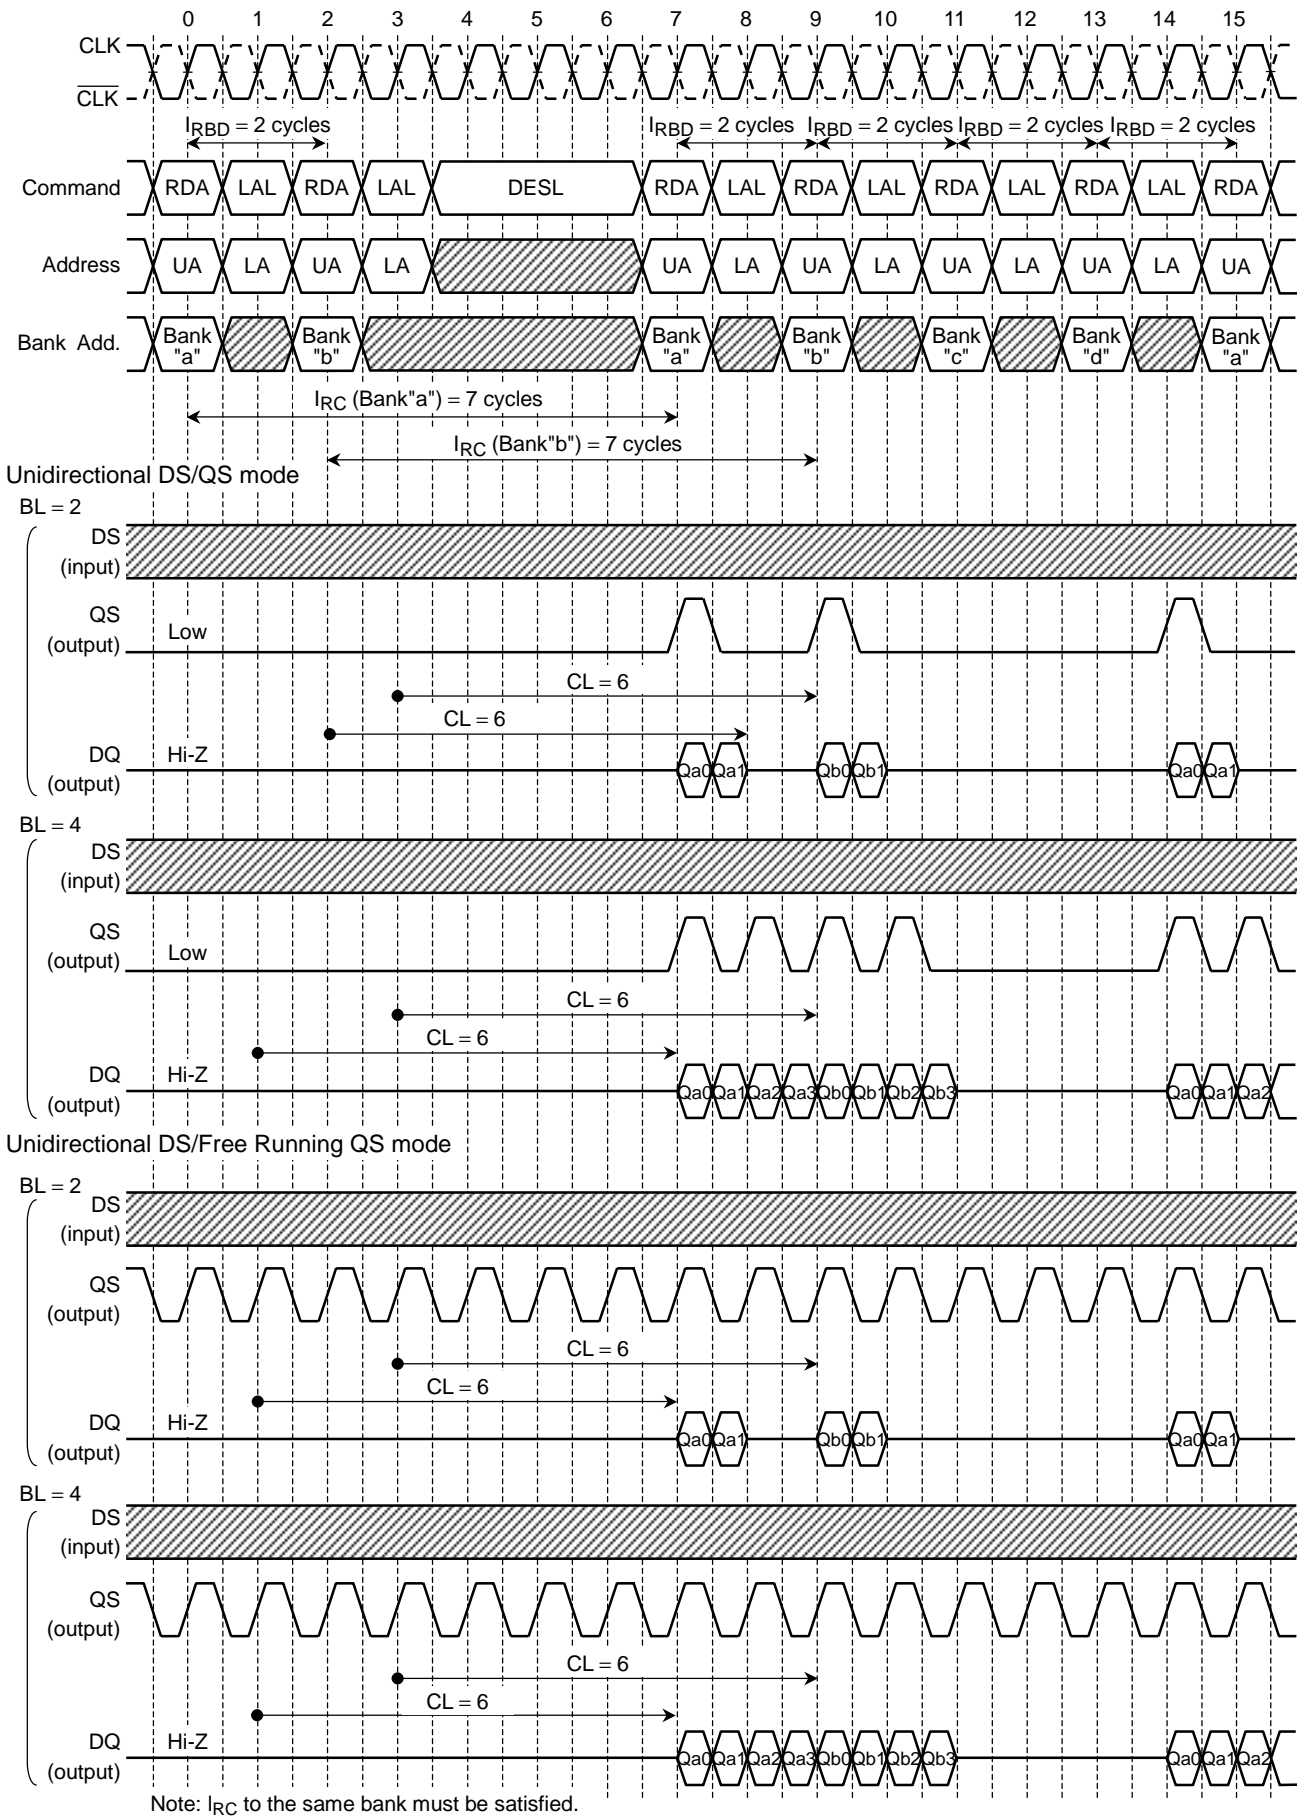 0 1 2 3 4 5 6 7 8 9 10 11 12 13 14 15
CLK
CLK
IRBD = 2 cycles IRBD = 2 cycles IRBD = 2 cycles IRBD = 2 cycles IRBD = 2 cycles
Command RDA LAL RDA LAL DESL RDA LAL RDA LAL RDA LAL RDA LAL RDA
Address UA LA UA LA UA LA UA LA UA LA UA LA UA
Bank Add. Bank "a" Bank "b" Bank "a" Bank "b" Bank "c" Bank "d" Bank "a"
IRC (Bank"a") = 7 cycles
IRC (Bank"b") = 7 cycles
Unidirectional DS/QS mode
BL = 2
DS
(input)
QS
(output) Low
CL = 6
CL = 6
DQ Hi-Z
(output) Qa0 Qa1 Qb0 Qb1 Qa0 Qa1
BL = 4
DS
(input)
QS
(output) Low
CL = 6
CL = 6
DQ Hi-Z
(output) Qa0 Qa1 Qa2 Qa3 Qb0 Qb1 Qb2 Qb3 Qa0 Qa1 Qa2
Unidirectional DS/Free Running QS mode
BL = 2
DS
(input)
QS
(output)
CL = 6
CL = 6
DQ Hi-Z
(output) Qa0 Qa1 Qb0 Qb1 Qa0 Qa1
BL = 4
DS
(input)
QS
(output)
CL = 6
CL = 6
DQ Hi-Z
(output) Qa0 Qa1 Qa2 Qa3 Qb0 Qb1 Qb2 Qb3 Qa0 Qa1 Qa2
Note: IRC to the same bank must be satisfied.